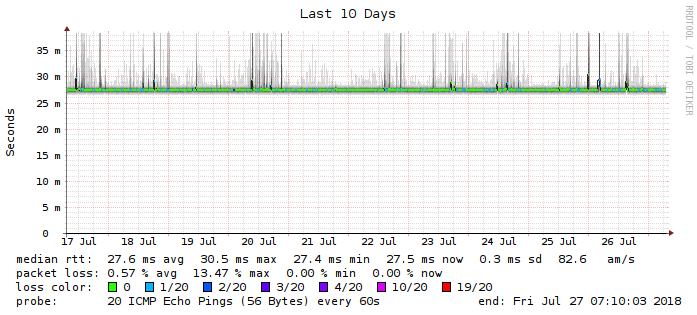 Last 10 Days
RRDTOOL / TOBI OETIKER
Seconds
35 m
30 m
25 m
20 m
15 m
10 m
5 m
0
17 Jul 18 Jul 19 Jul 20 Jul 21 Jul 22 Jul 23 Jul 24 Jul 25 Jul 26 Jul
median rtt: 27.6 ms avg 30.5 ms max 27.4 ms min 27.5 ms now 0.3 ms sd 82.6 am/s
packet loss: 0.57 % avg 13.47 % max 0.00 % min 0.00 % now
loss color: 0 1/20 2/20 3/20 4/20 10/20 19/20
probe: 20 ICMP Echo Pings (56 Bytes) every 60s end: Fri Jul 27 07:10:03 2018